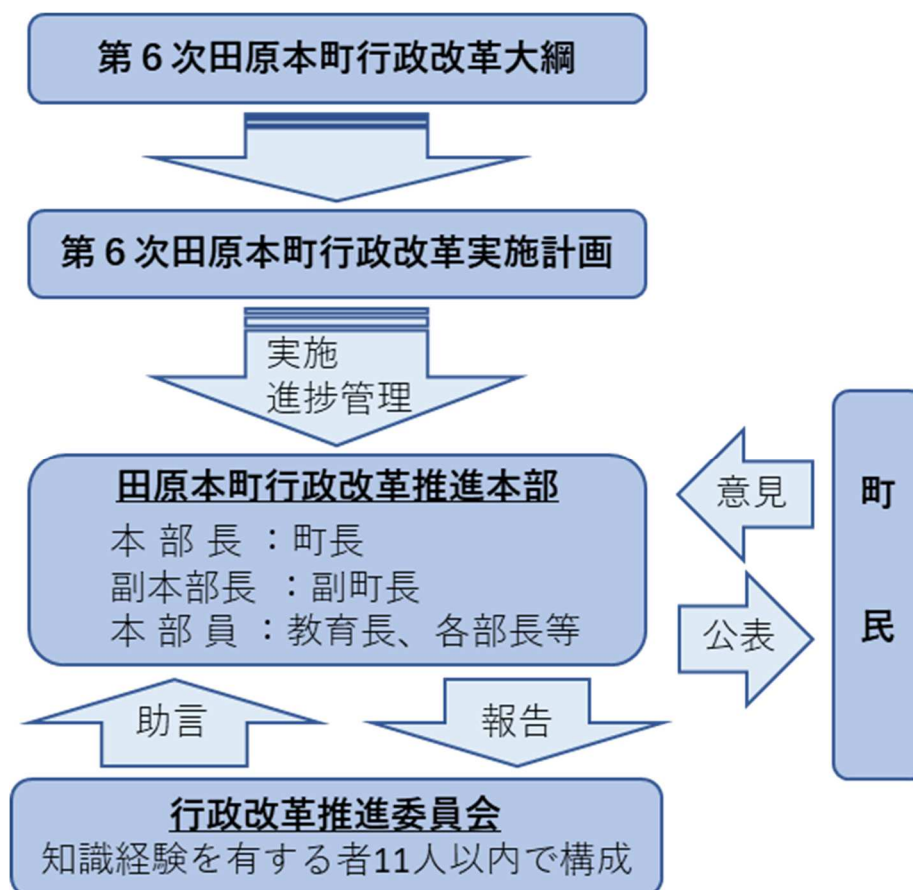 第6次田原本町行政改革大綱
第6次田原本町行政改革実施計画
実施
進捗管理
田原本町行政改革推進本部
本 部 長 ：町長
副本部長 ：副町長
本 部 員 ：教育長、各部長等
意見
公表
町
民
助言
報告
行政改革推進委員会
知識経験を有する者11人以内で構成